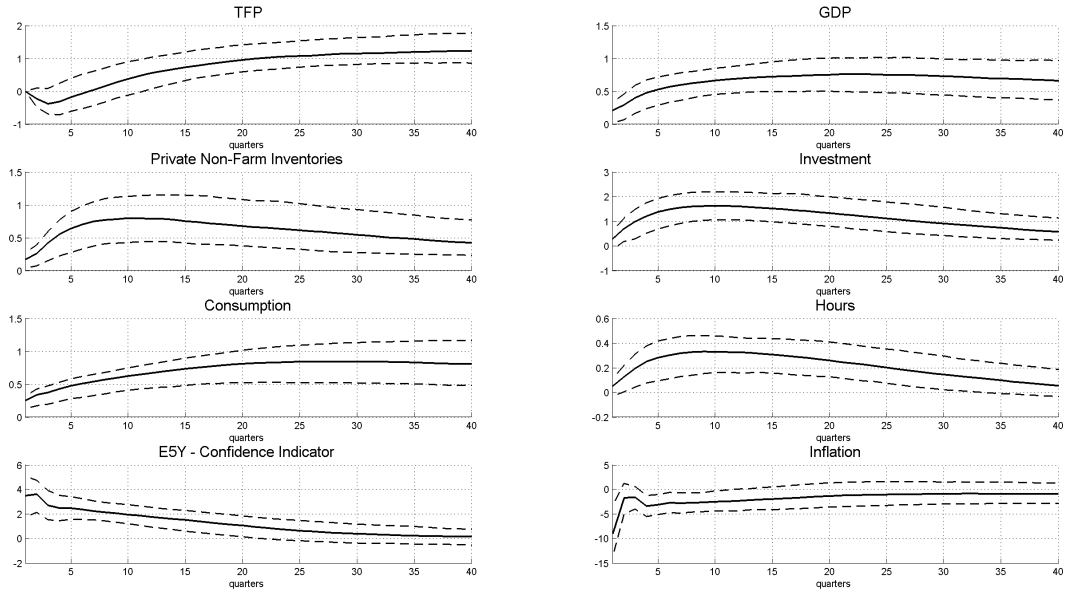 TFP
2
1
0
-1
5 10 15 20 25 30 35 40
quarters
GDP
1.5
1
0.5
0
5 10 15 20 25 30 35 40
quarters
Private Non-Farm Inventories
1.5
1
0.5
0
5 10 15 20 25 30 35 40
quarters
Investment
3
2
1
0
-1
5 10 15 20 25 30 35 40
quarters
Consumption
1.5
1
0.5
0
5 10 15 20 25 30 35 40
quarters
Hours
0.6
0.4
0.2
0
-0.2
5 10 15 20 25 30 35 40
quarters
E5Y - Confidence Indicator
6
4
2
0
-2
5 10 15 20 25 30 35 40
quarters
Inflation
5
0
-5
-10
-15
5 10 15 20 25 30 35 40
quarters